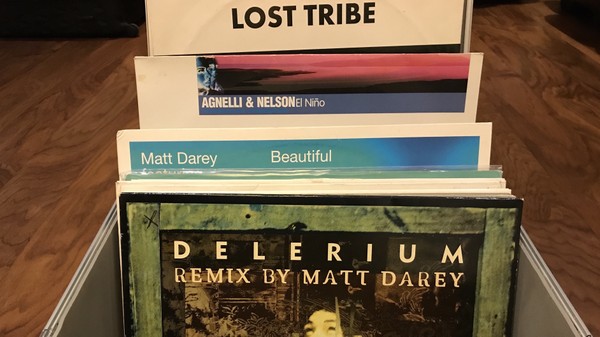 LOST TRIBE
AGNELLI & NELSON El Niño
Matt Darey Beautiful
DELERIUM
REMIX BY MATT DAREY